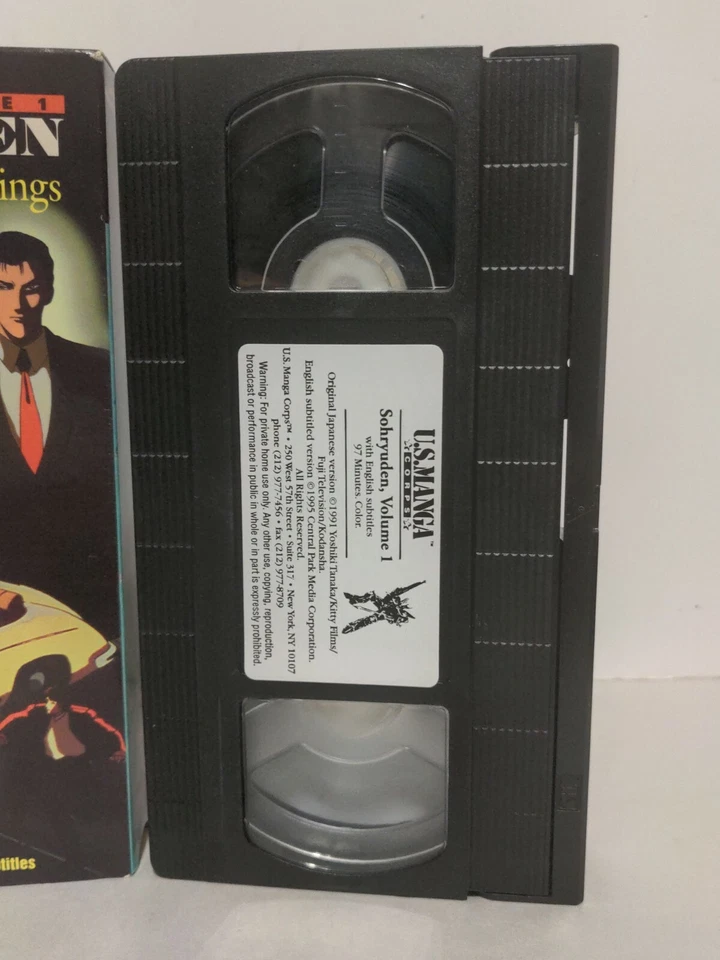 E 1
EN
ings
titles
U.S. MANGA™
CORPS
Sohryuden, Volume 1
with English subtitles
97 Minutes. Color.
Original Japanese version ©1991 Yoshiki Tanaka/Kitty Films/
Fuji Television/Kodansha.
English subtitled version ©1995 Central Park Media Corporation.
All Rights Reserved.
U.S. Manga Corps™ • 250 West 57th Street • Suite 317 • New York, NY 10107
phone (212) 977-7456 • fax (212) 977-8709
Warning: For private home use only. Any other use, copying, reproduction,
broadcast or performance in public in whole or in part is expressly prohibited.